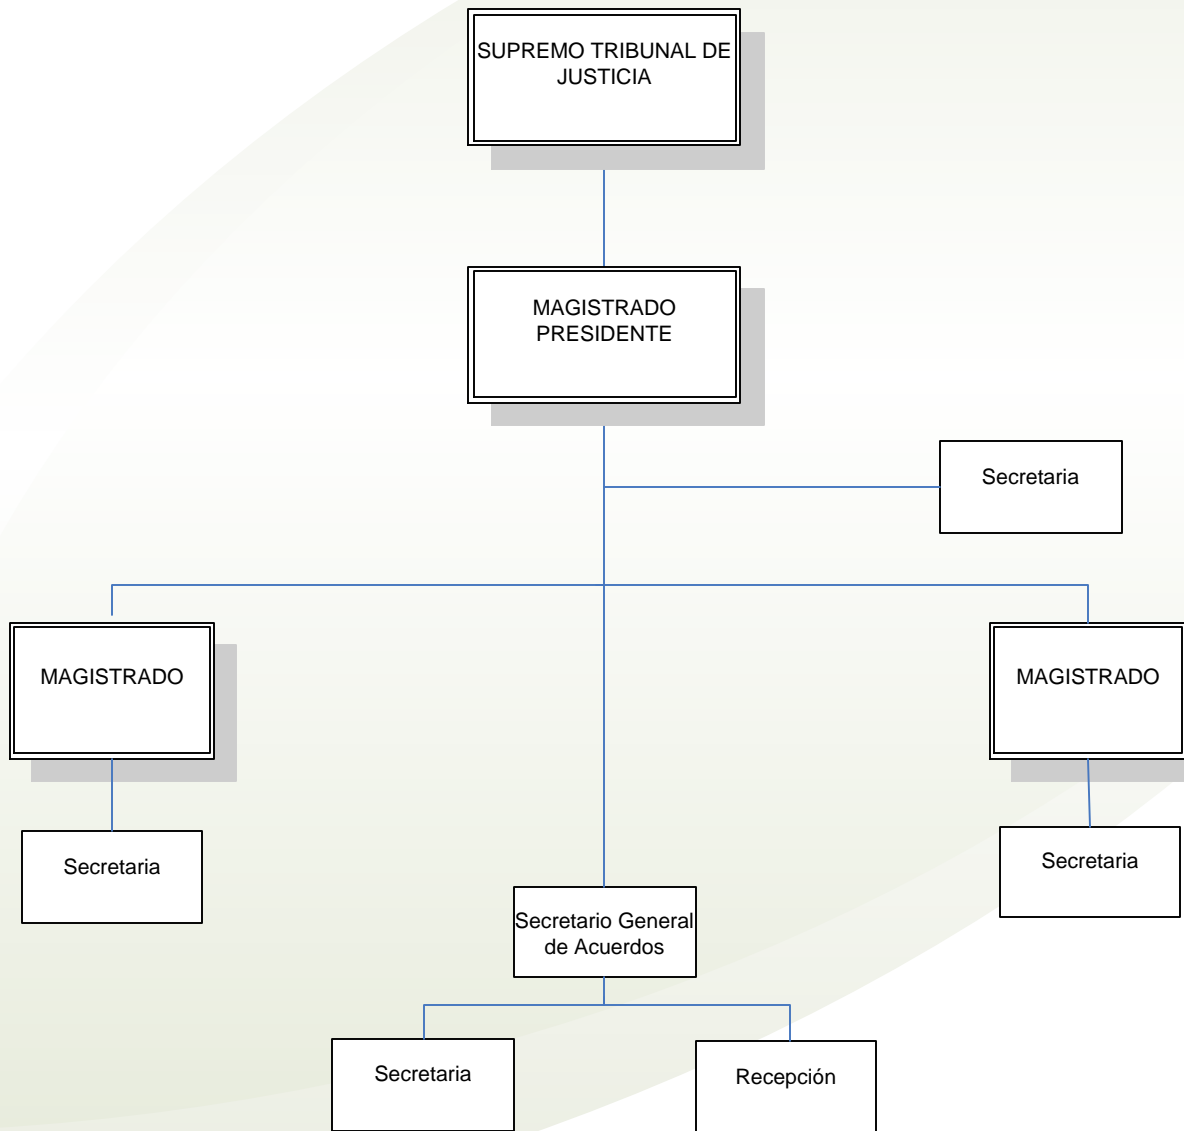 SUPREMO TRIBUNAL DE
JUSTICIA
MAGISTRADO
PRESIDENTE
Secretaria
MAGISTRADO
MAGISTRADO
Secretaria
Secretaria
Secretario General
de Acuerdos
Secretaria
Recepción